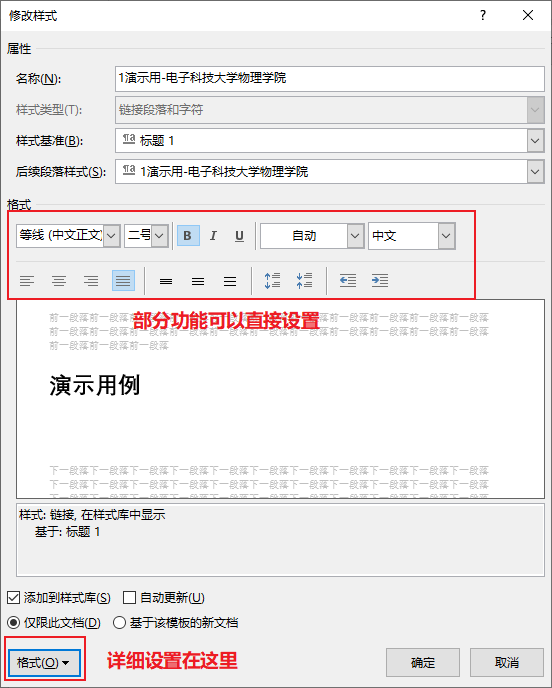 修改样式
?
属性
名称(N):
1演示用-电子科技大学物理学院
样式类型(T):
链接段落和字符
样式基准(B):
¶a 标题 1
后续段落样式(S):
¶a 1演示用-电子科技大学物理学院
格式
等线 (中文正文)
二号
B I U
自动
中文
前一段落前一段落前一段落前一段落前一段落前一段落前一段落前一段落前一段落前一段落前一段落
部分功能可以直接设置
前一段落前一段落前一段落前一段落前一段落前一段落前一段落前一段落前一段落前一段落前一段落
前一段落前一段落前一段落
演示用例
下一段落下一段落下一段落下一段落下一段落下一段落下一段落下一段落下一段落下一段落下一段落
下一段落下一段落下一段落下一段落下一段落下一段落下一段落下一段落下一段落下一段落下一段落
下一段落下一段落下一段落下一段落下一段落下一段落下一段落下一段落下一段落下一段落下一段落
样式: 链接, 在样式库中显示
基于: 标题 1
添加到样式库(S)
自动更新(U)
仅限此文档(D)
基于该模板的新文档
格式(O)
详细设置在这里
确定
取消